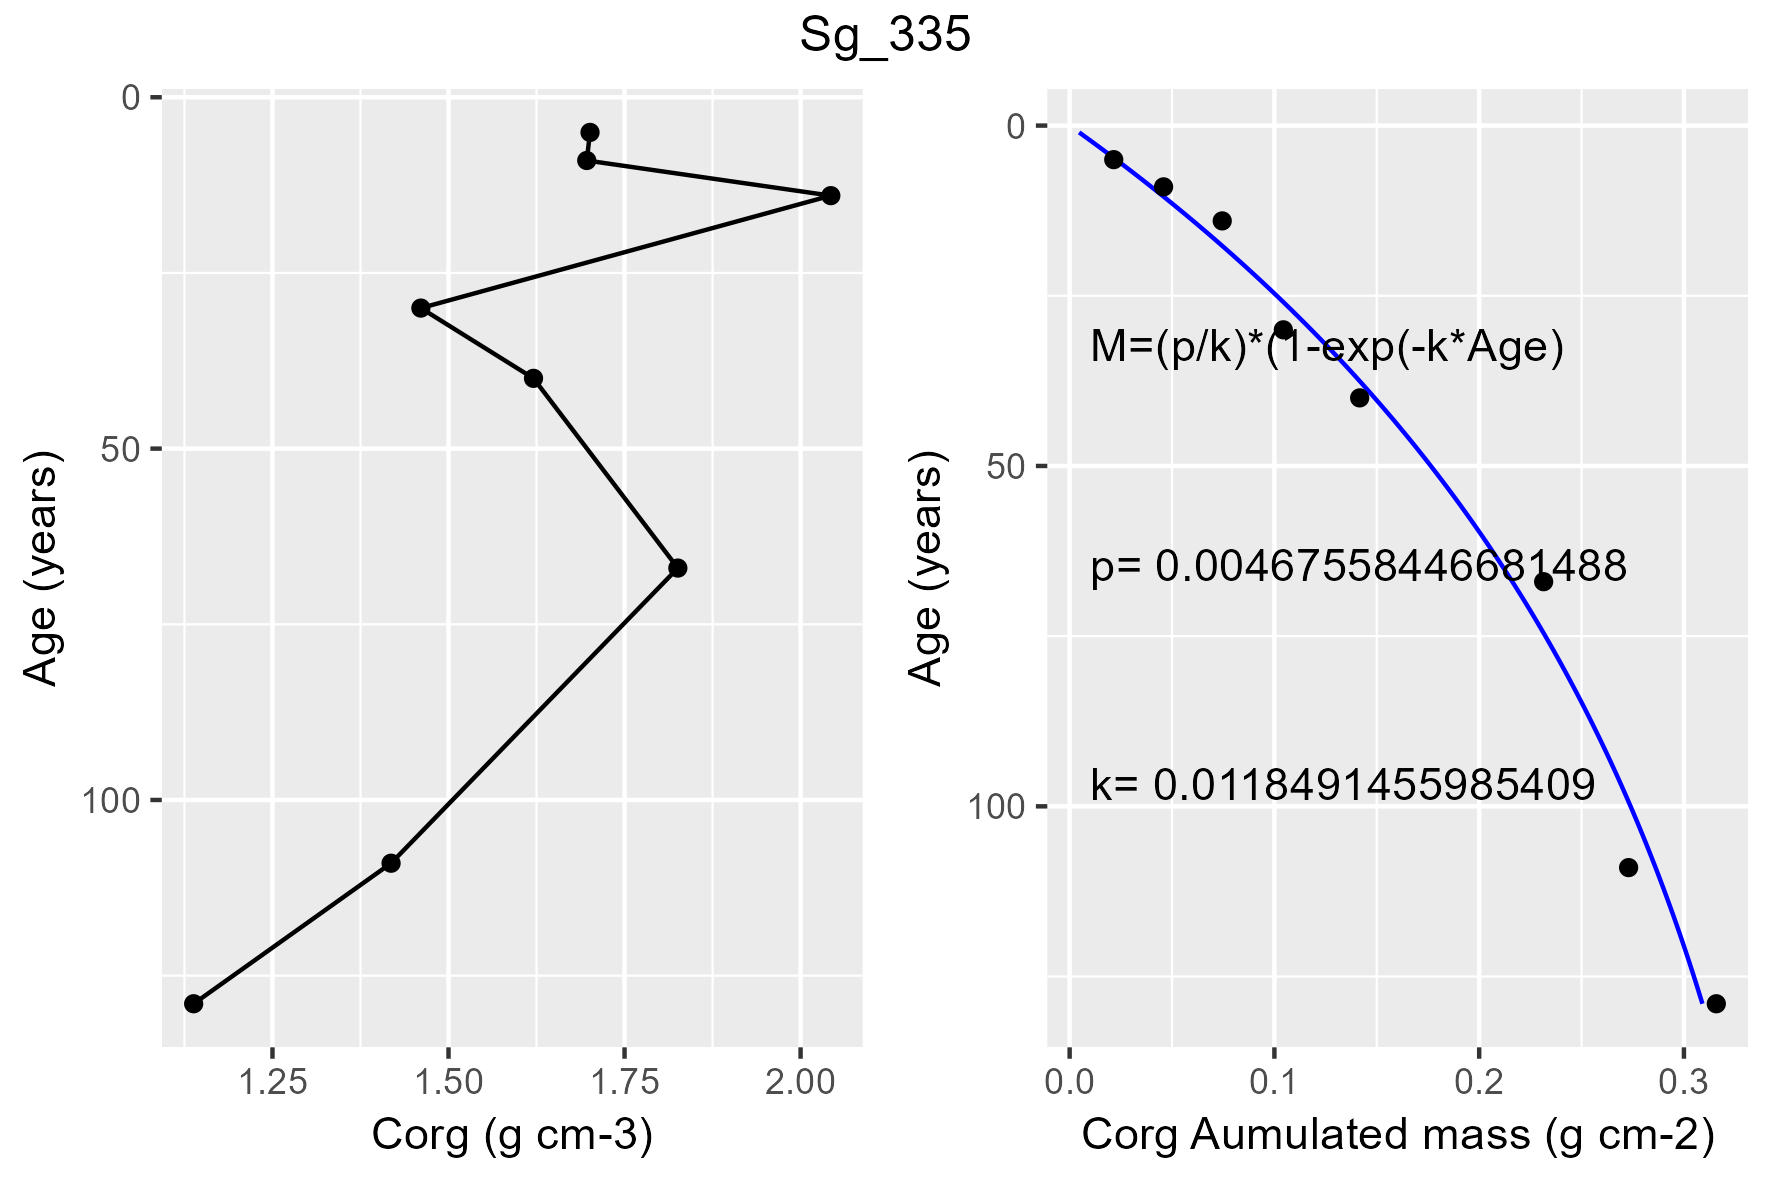 Sg_335
0
50
100
Age (years)
1.25 1.50 1.75 2.00
Corg (g cm-3)
0
50
100
Age (years)
M=(p/k)*(1-exp(-k*Age)
p= 0.00467558446681488
k= 0.0118491455985409
0.0 0.1 0.2 0.3
Corg Aumulated mass (g cm-2)